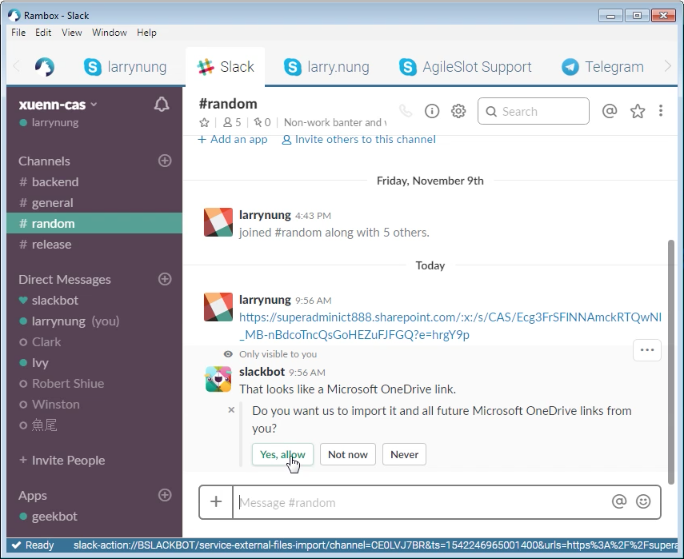 Rambox - Slack
File Edit View Window Help
larrynung Slack larry.nung AgileSlot Support Telegram
xuenn-cas
larrynung
Channels
# backend
# general
# random
# release
Direct Messages
slackbot
larrynung (you)
Clark
Ivy
Robert Shiue
Winston
魚尾
+ Invite People
Apps
geekbot
#random
5 0 Non-work banter and w
Search
+ Add an app Invite others to this channel
Friday, November 9th
larrynung 4:43 PM
joined #random along with 5 others.
Today
larrynung 9:56 AM
https://superadminict888.sharepoint.com/:x:/s/CAS/Ecg3FrSFlNNAmckRTQwNl
_MB-nBdcoTncQsGoHEZuFJFGQ?e=hrgY9p
Only visible to you
slackbot 9:56 AM
That looks like a Microsoft OneDrive link.
Do you want us to import it and all future Microsoft OneDrive links from
you?
Yes, allow Not now Never
Message #random
Ready slack-action://BSLACKBOT/service-external-files-import/channel=CE0LVJ7BR&ts=1542246965001400&urls=https%3A%2F%2Fsupera